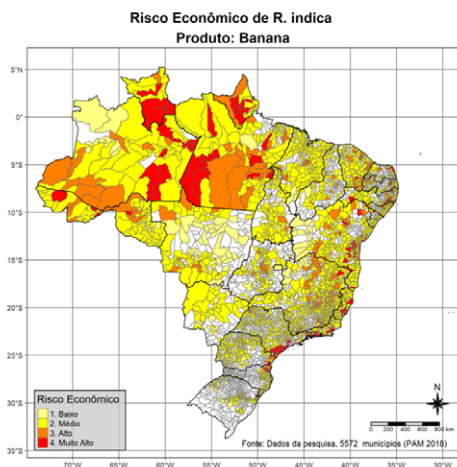 Risco Econômico de R. indica
Produto: Banana
5°N
0°
5°S
10°S
15°S
20°S
25°S
30°S
35°S
Risco Econômico
1. Baixo
2. Médio
3. Alto
4. Muito Alto
N
0 200 400 600 800 km
Fonte: Dados da pesquisa, 5572 municípios (PAM 2018)
70°W 65°W 60°W 55°W 50°W 45°W 40°W 35°W 30°W